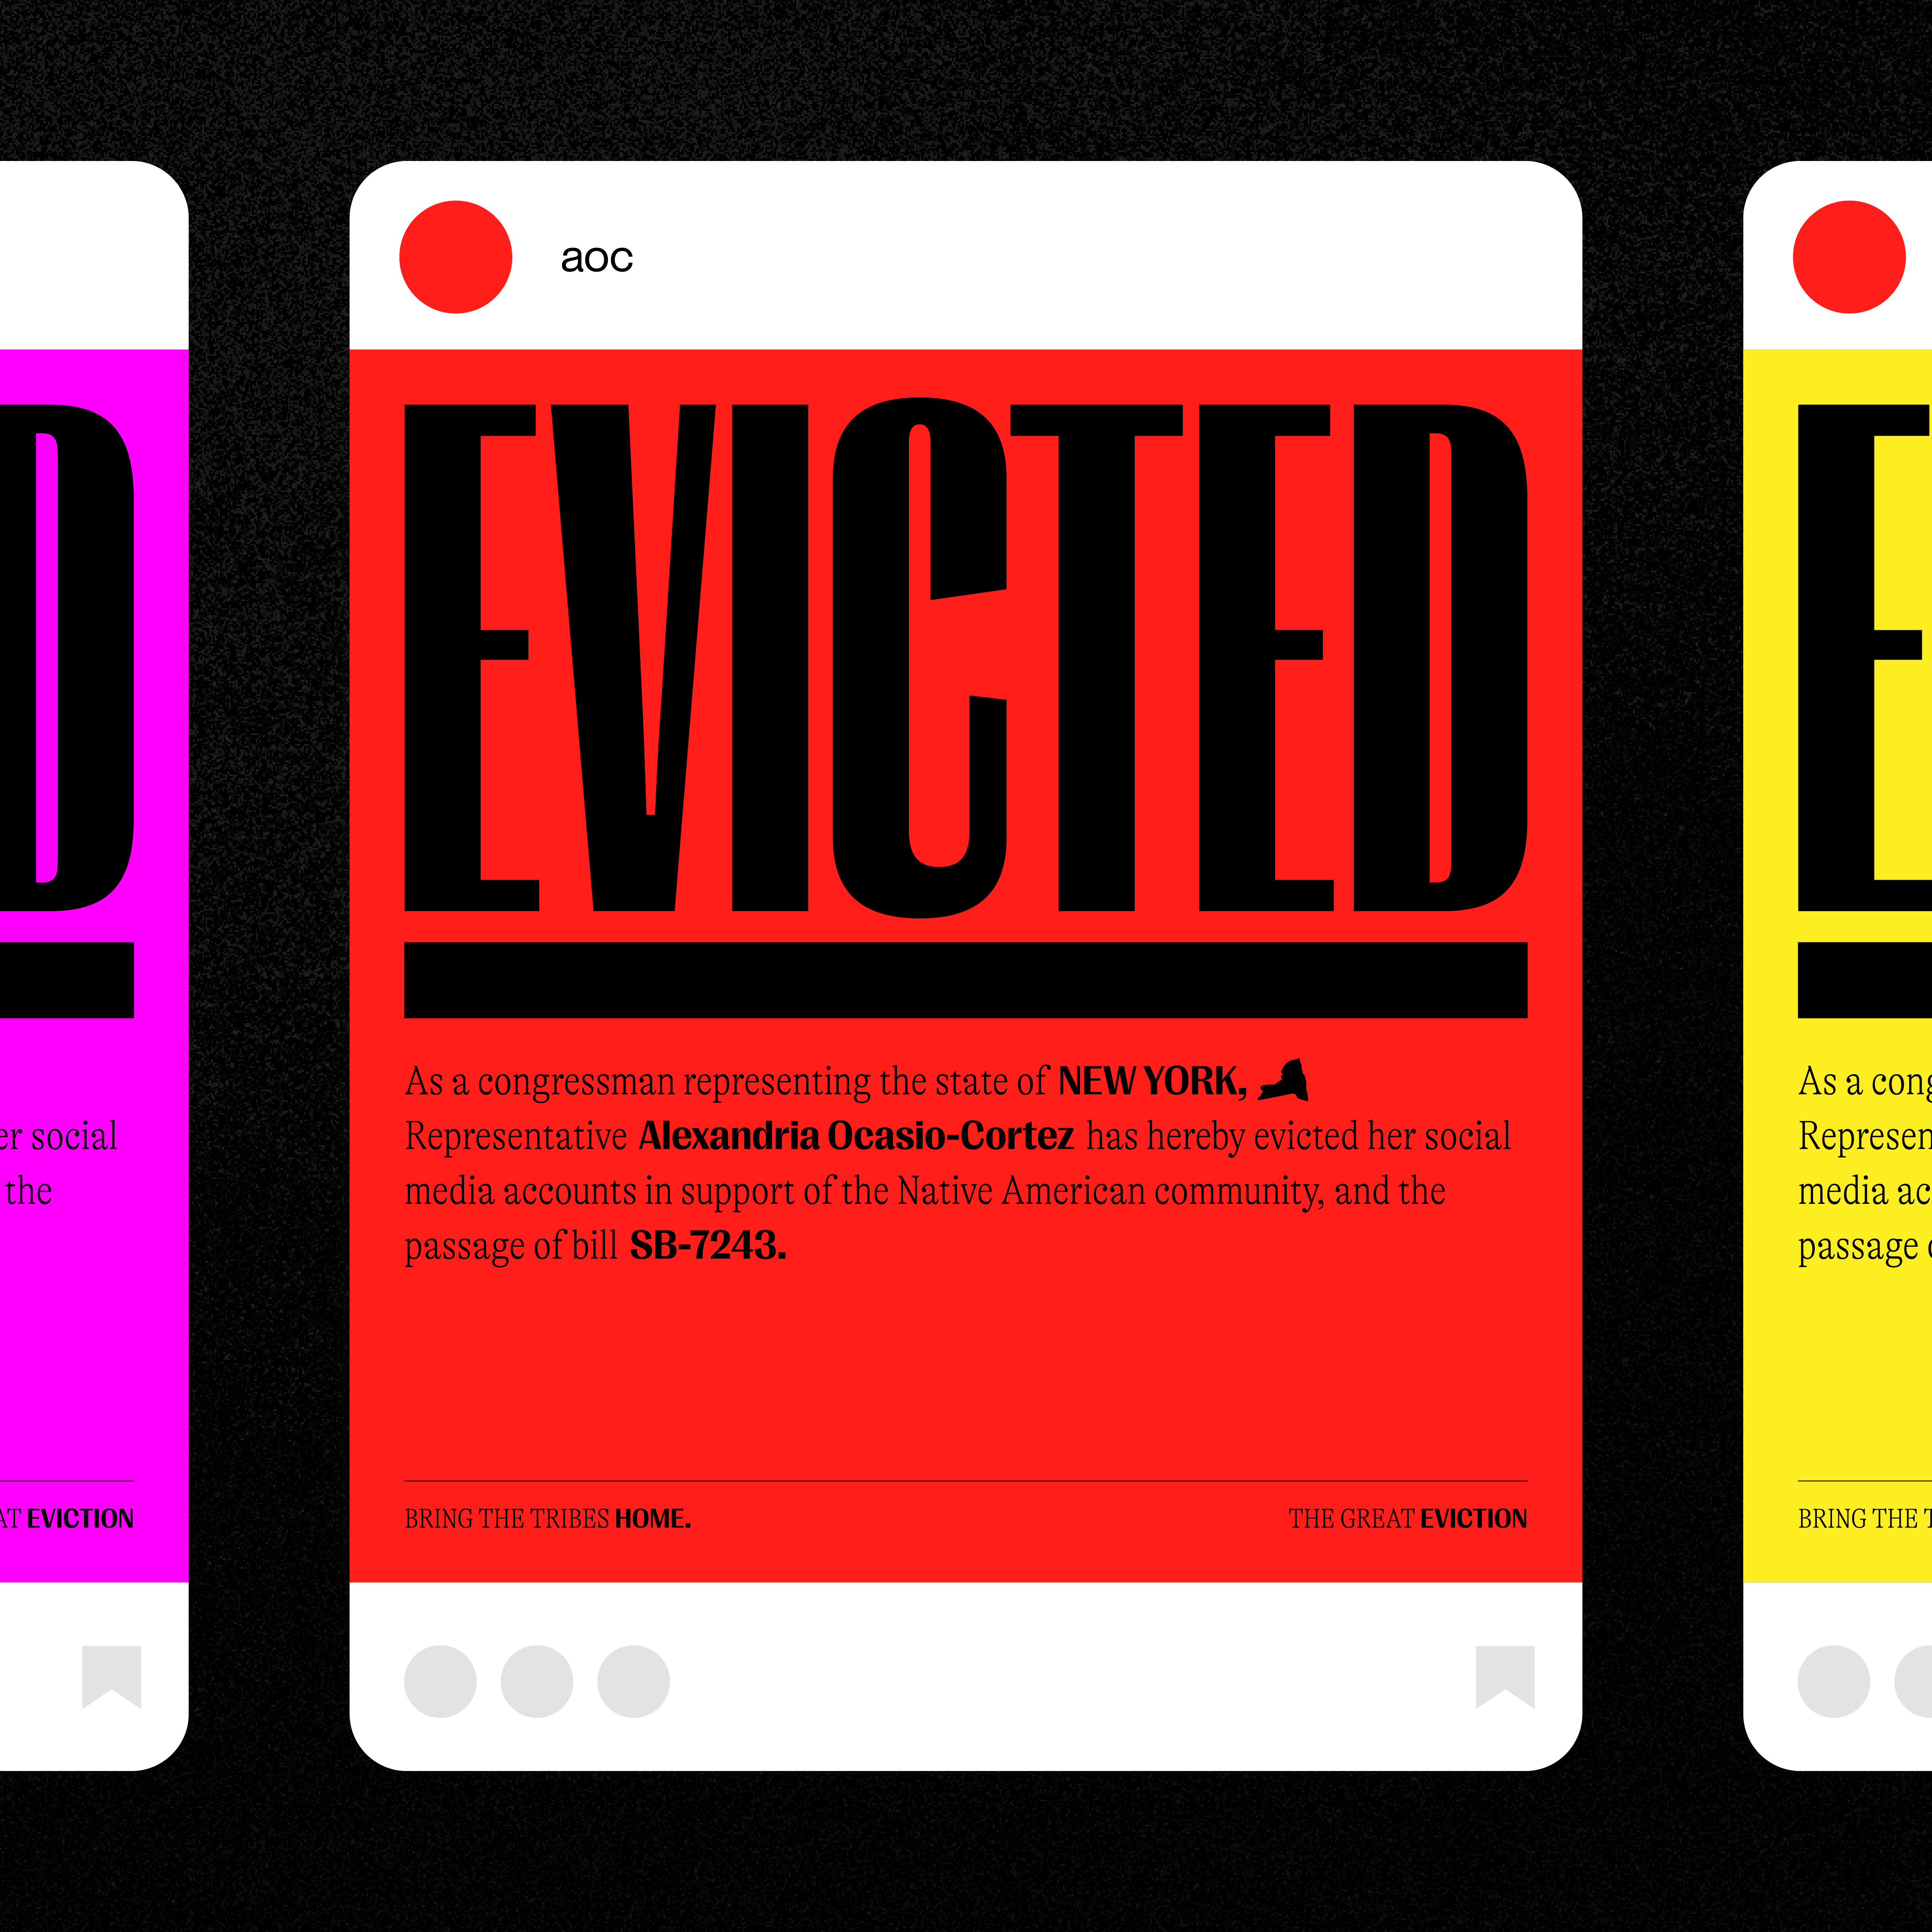 D
er social
the
AT EVICTION
aoc
EVICTED
As a congressman representing the state of NEW YORK,
Representative Alexandria Ocasio-Cortez has hereby evicted her social
media accounts in support of the Native American community, and the
passage of bill SB-7243.
BRING THE TRIBES HOME.
THE GREAT EVICTION
E
As a cong
Represen
media ac
passage
BRING THE